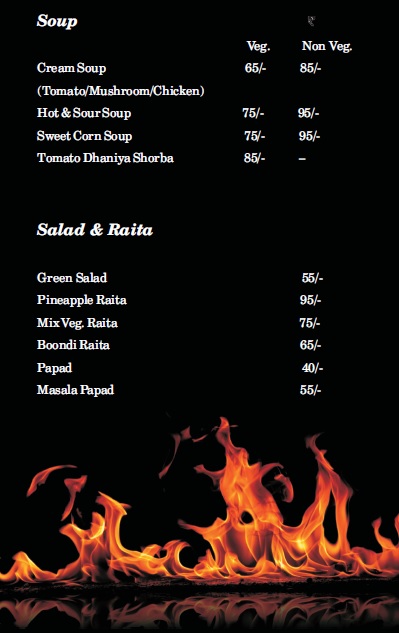 Soup ₹
Veg. Non Veg.
Cream Soup 65/- 85/-
(Tomato/Mushroom/Chicken)
Hot & Sour Soup 75/- 95/-
Sweet Corn Soup 75/- 95/-
Tomato Dhaniya Shorba 85/- –
Salad & Raita
Green Salad 55/-
Pineapple Raita 95/-
Mix Veg. Raita 75/-
Boondi Raita 65/-
Papad 40/-
Masala Papad 55/-